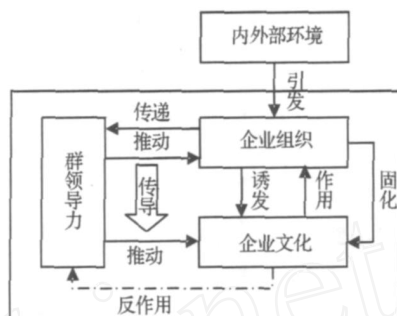 内外部环境
引发
传递
推动
企业组织
群领导力
传导
诱发
作用
固化
推动
企业文化
反作用